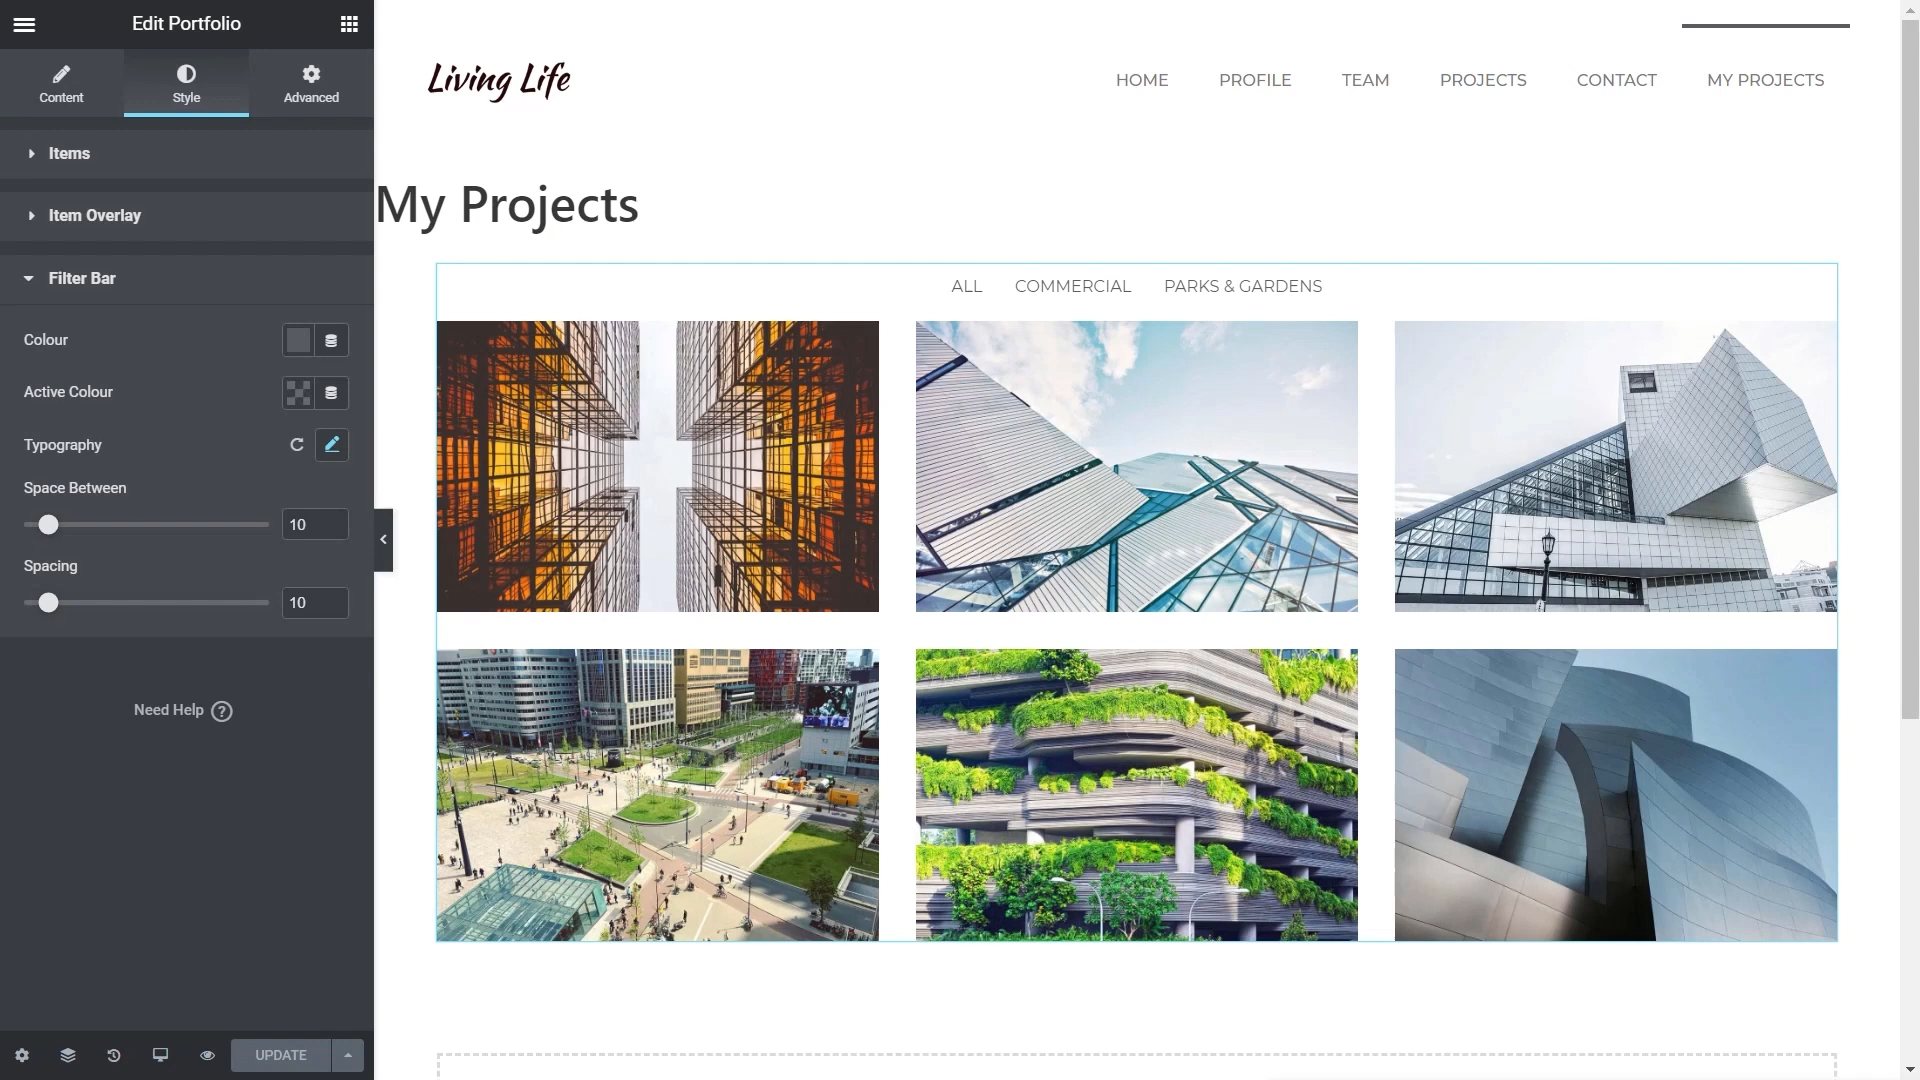 Edit Portfolio
Content
Style
Advanced
Items
Item Overlay
Filter Bar
Colour
Active Colour
Typography
Space Between
10
Spacing
10
Need Help ?
UPDATE
Living Life
HOME PROFILE TEAM PROJECTS CONTACT MY PROJECTS
My Projects
ALL COMMERCIAL PARKS & GARDENS